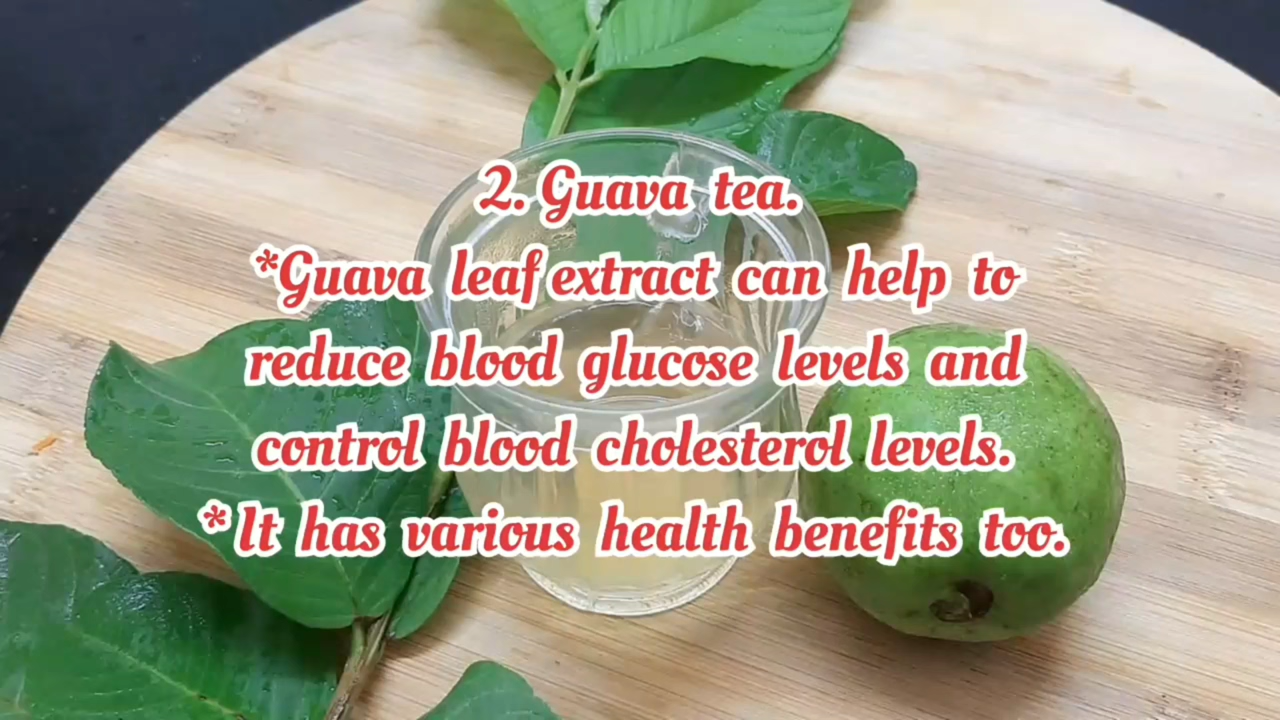 2. Guava tea.
*Guava leaf extract can help to
reduce blood glucose levels and
control blood cholesterol levels.
*It has various health benefits too.